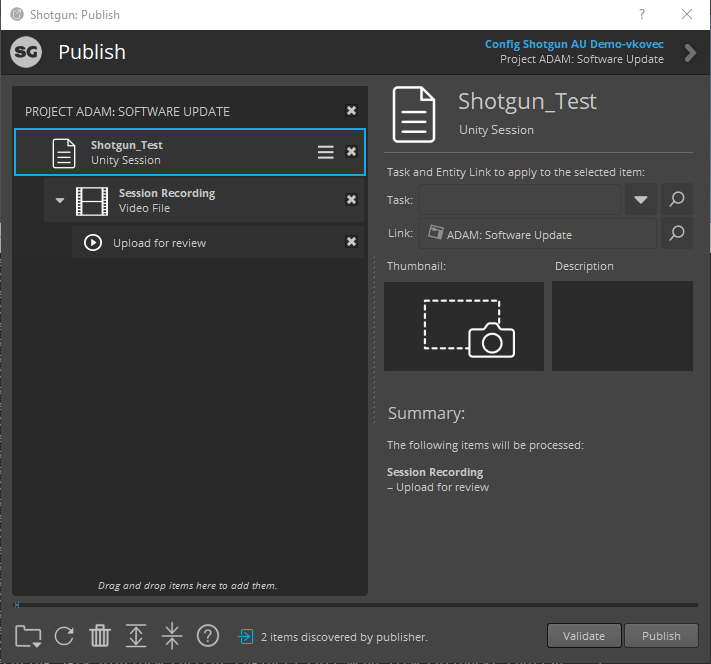 Shotgun: Publish
SG
Publish
Config Shotgun AU Demo-vkovec
Project ADAM: Software Update
PROJECT ADAM: SOFTWARE UPDATE
Shotgun_Test
Unity Session
Session Recording
Video File
Upload for review
Drag and drop items here to add them.
Shotgun_Test
Unity Session
Task and Entity Link to apply to the selected item:
Task:
Link:
ADAM: Software Update
Thumbnail:
Description
Summary:
The following items will be processed:
Session Recording
– Upload for review
2 items discovered by publisher.
Validate
Publish